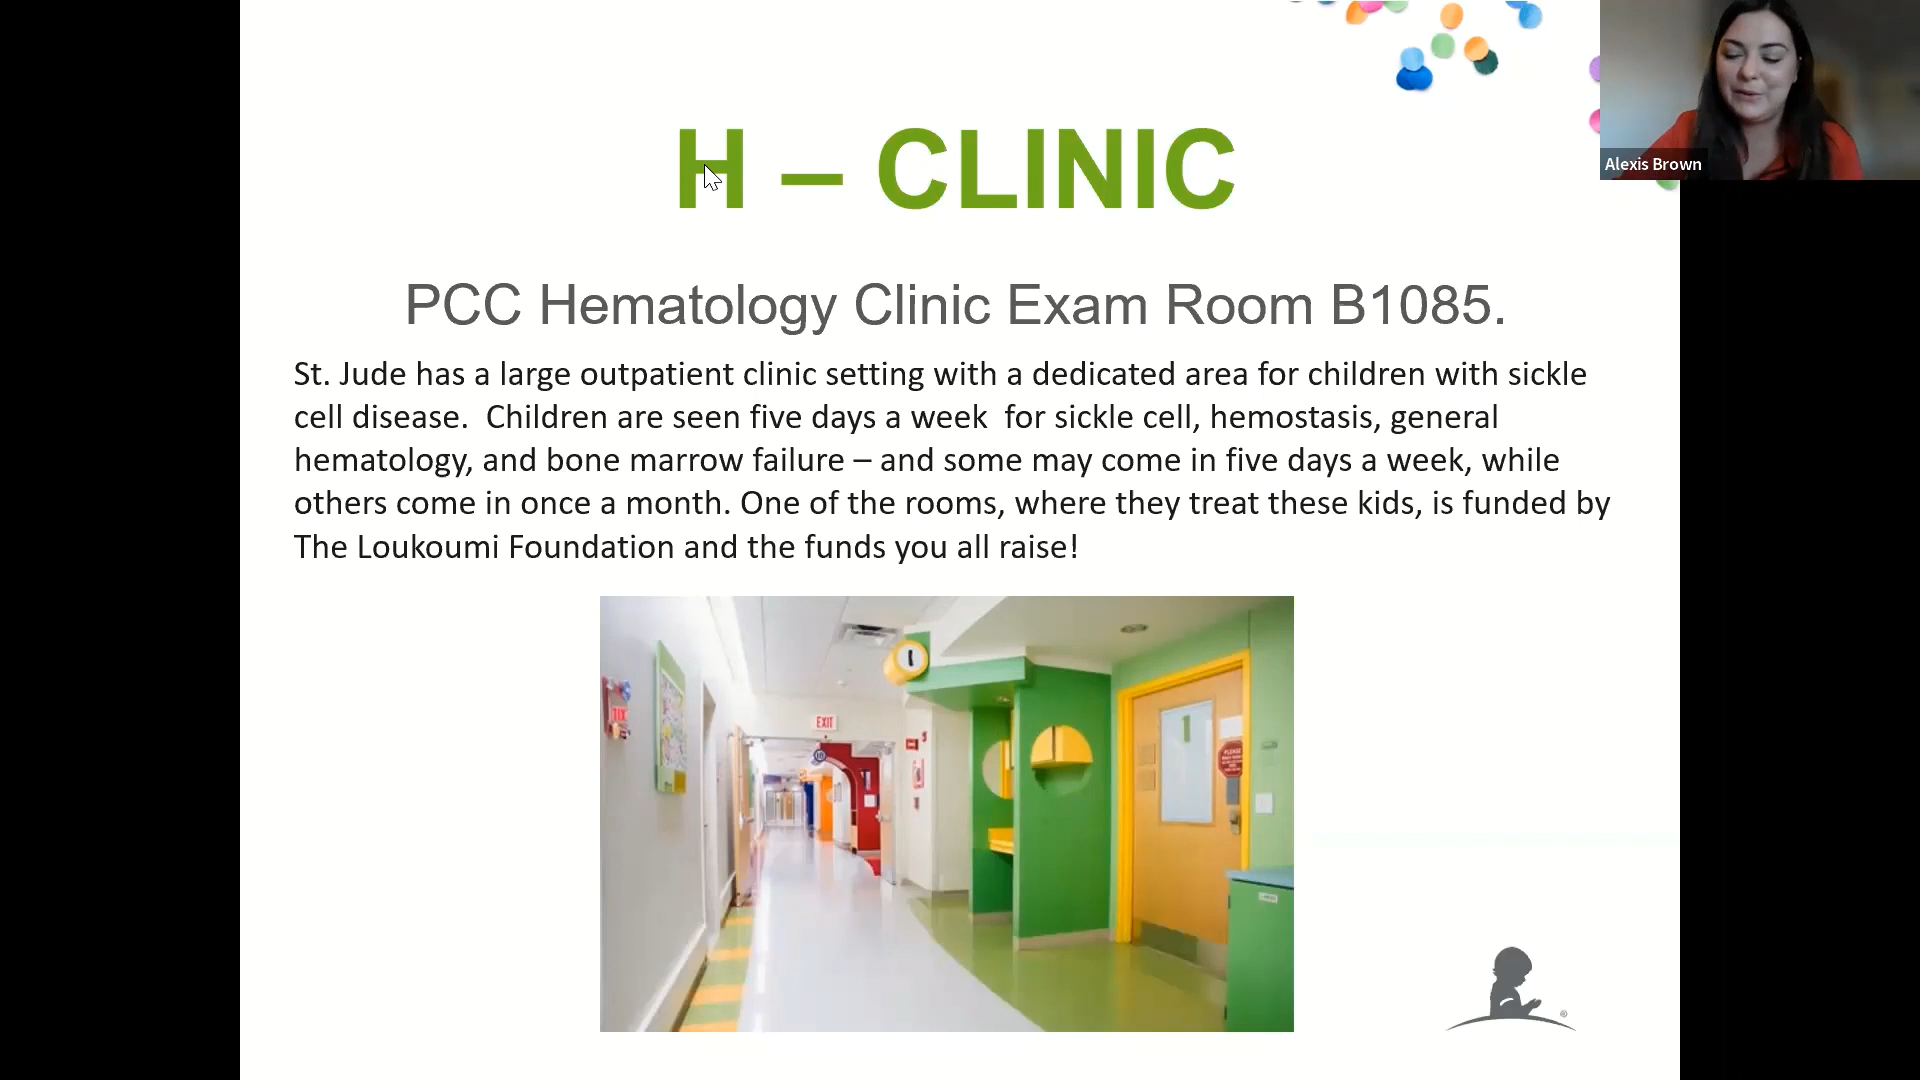 H – CLINIC
Alexis Brown
PCC Hematology Clinic Exam Room B1085.
St. Jude has a large outpatient clinic setting with a dedicated area for children with sickle
cell disease.  Children are seen five days a week  for sickle cell, hemostasis, general
hematology, and bone marrow failure – and some may come in five days a week, while
others come in once a month. One of the rooms, where they treat these kids, is funded by
The Loukoumi Foundation and the funds you all raise!
EXIT
PLEASE
®